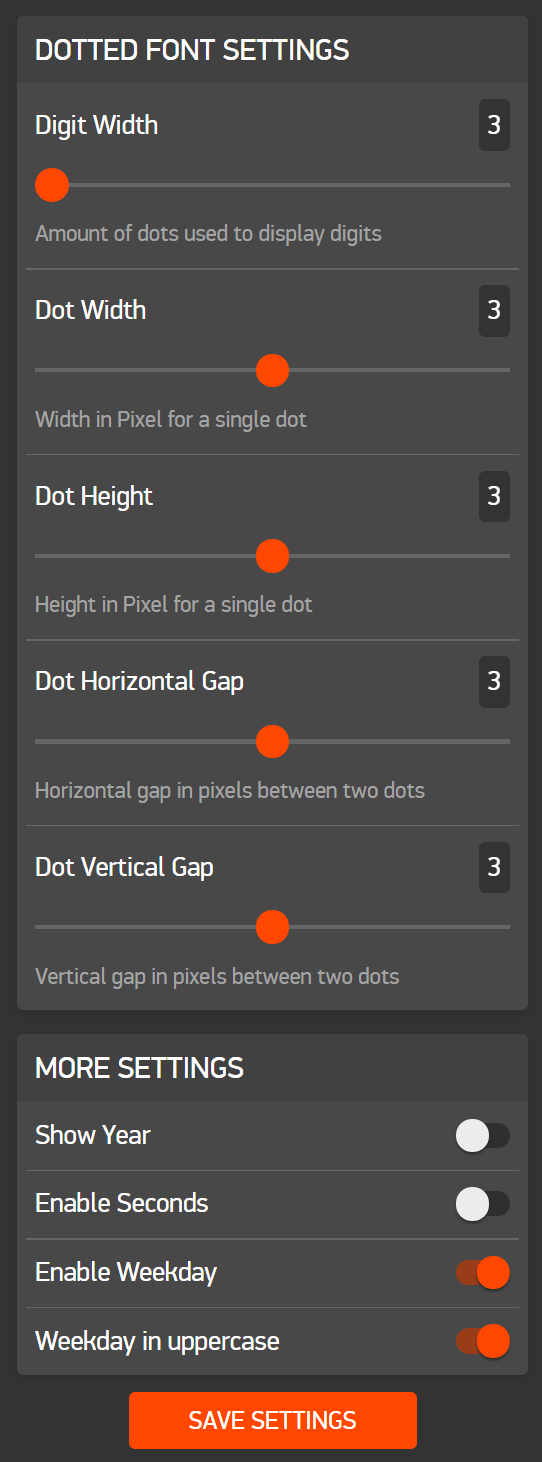 DOTTED FONT SETTINGS
Digit Width 3
Amount of dots used to display digits
Dot Width 3
Width in Pixel for a single dot
Dot Height 3
Height in Pixel for a single dot
Dot Horizontal Gap 3
Horizontal gap in pixels between two dots
Dot Vertical Gap 3
Vertical gap in pixels between two dots
MORE SETTINGS
Show Year
Enable Seconds
Enable Weekday
Weekday in uppercase
SAVE SETTINGS